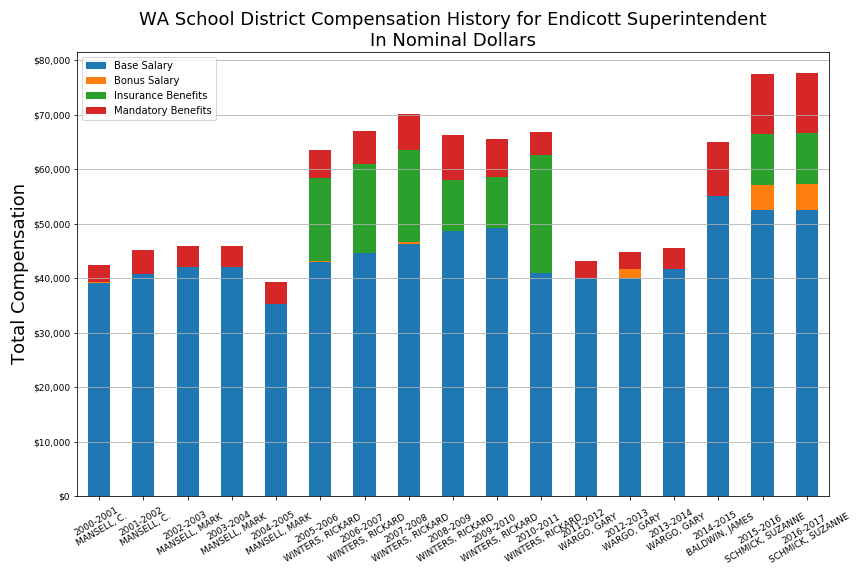 WA School District Compensation History for Endicott Superintendent
In Nominal Dollars
Total Compensation
$80,000
$70,000
$60,000
$50,000
$40,000
$30,000
$20,000
$10,000
$0
Base Salary
Bonus Salary
Insurance Benefits
Mandatory Benefits
2000-2001
MANSELL, C.
2001-2002
MANSELL, C.
2002-2003
MANSELL, MARK
2003-2004
MANSELL, MARK
2004-2005
MANSELL, MARK
2005-2006
WINTERS, RICKARD
2006-2007
WINTERS, RICKARD
2007-2008
WINTERS, RICKARD
2008-2009
WINTERS, RICKARD
2009-2010
WINTERS, RICKARD
2010-2011
WINTERS, RICKARD
2011-2012
WARGO, GARY
2012-2013
WARGO, GARY
2013-2014
WARGO, GARY
2014-2015
BALDWIN, JAMES
2015-2016
SCHMICK, SUZANNE
2016-2017
SCHMICK, SUZANNE